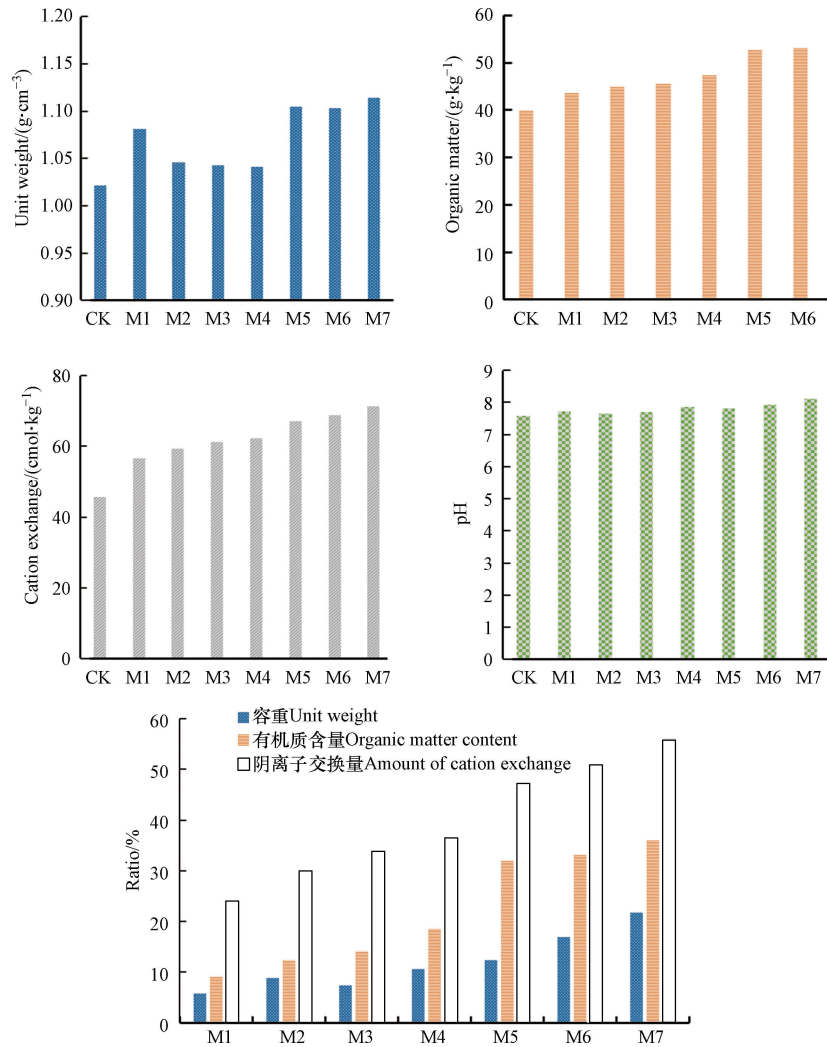 Unit weight/(g·cm⁻³)
1.20
1.15
1.10
1.05
1.00
0.95
0.90
CK M1 M2 M3 M4 M5 M6 M7
Organic matter/(g·kg⁻¹)
60
50
40
30
20
10
0
CK M1 M2 M3 M4 M5 M6
Cation exchange/(cmol·kg⁻¹)
80
60
40
20
0
CK M1 M2 M3 M4 M5 M6 M7
pH
9
8
7
6
5
4
3
2
1
0
CK M1 M2 M3 M4 M5 M6 M7
容重Unit weight
有机质含量Organic matter content
阴离子交换量Amount of cation exchange
Ratio/%
60
50
40
30
20
10
0
M1 M2 M3 M4 M5 M6 M7